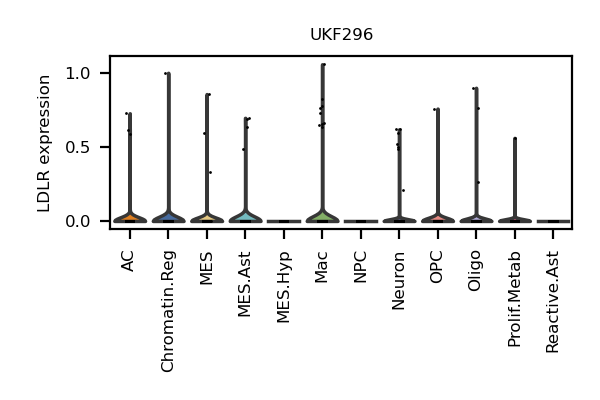 UKF296
LDLR expression
1.0
0.5
0.0
AC
Chromatin.Reg
MES
MES.Ast
MES.Hyp
Mac
NPC
Neuron
OPC
Oligo
Prolif.Metab
Reactive.Ast